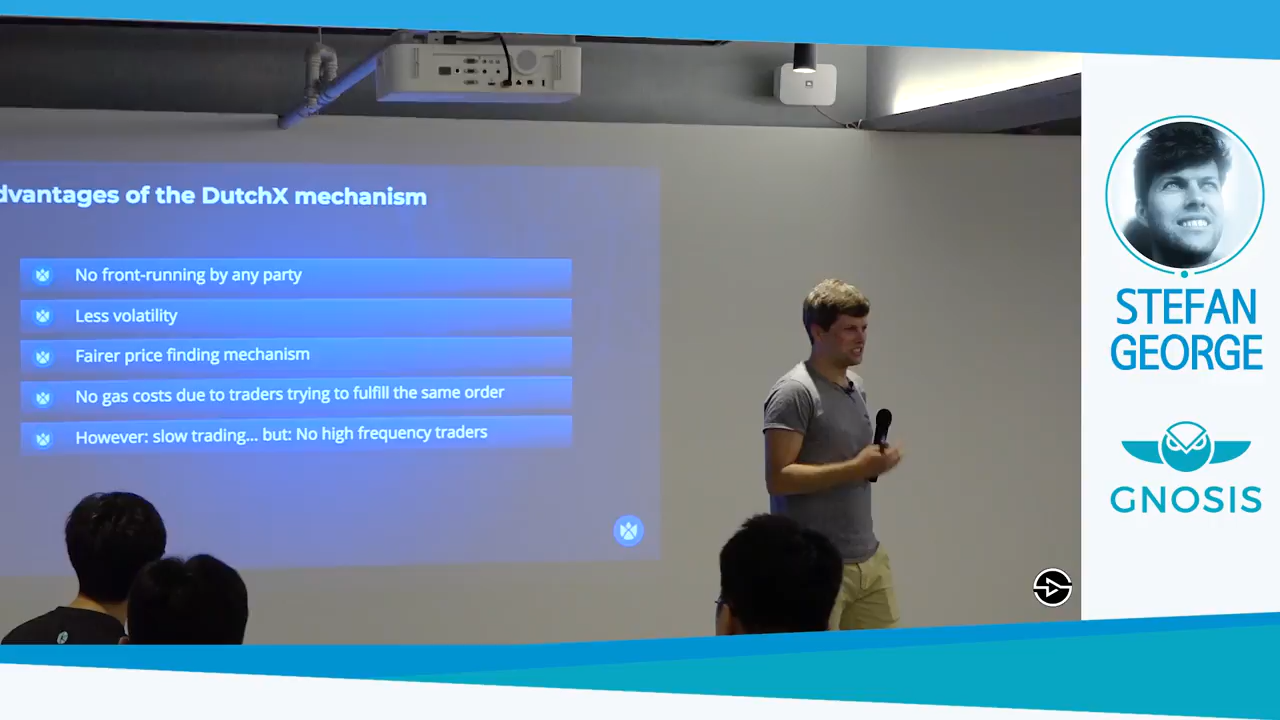 dvantages of the DutchX mechanism
No front-running by any party
Less volatility
Fairer price finding mechanism
No gas costs due to traders trying to fulfill the same order
However: slow trading... but: No high frequency traders
STEFAN
GEORGE
GNOSIS